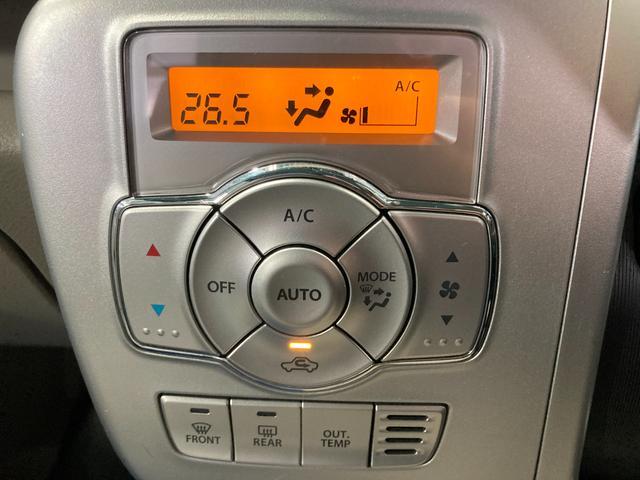 A/C
26.5
A/C
OFF
AUTO
MODE
FRONT
REAR
OUT.
TEMP